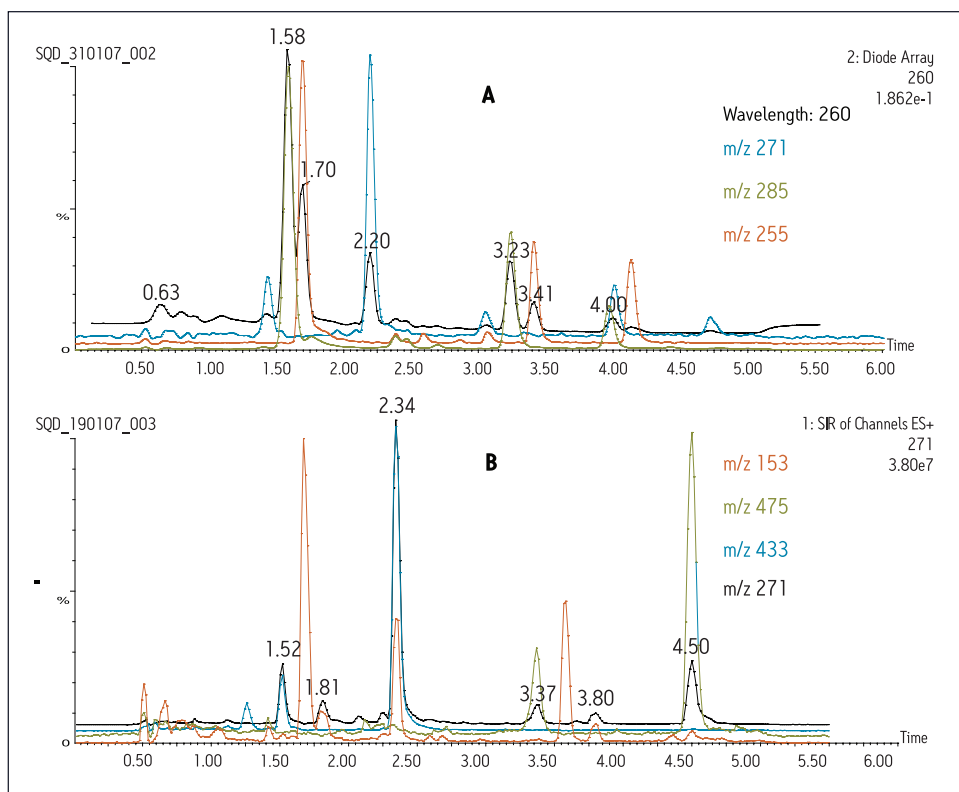 SQD_310107_002
2: Diode Array
260
1.862e-1
A
Wavelength: 260
m/z 271
m/z 285
m/z 255
1.58
1.70
2.20
0.63
3.23
3.41
4.00
%
0
Time
0.50 1.00 1.50 2.00 2.50 3.00 3.50 4.00 4.50 5.00 5.50 6.00
SQD_190107_003
1: SIR of Channels ES+
271
3.80e7
B
m/z 153
m/z 475
m/z 433
m/z 271
2.34
1.52
1.81
3.37
3.80
4.50
%
0
Time
0.50 1.00 1.50 2.00 2.50 3.00 3.50 4.00 4.50 5.00 5.50 6.00